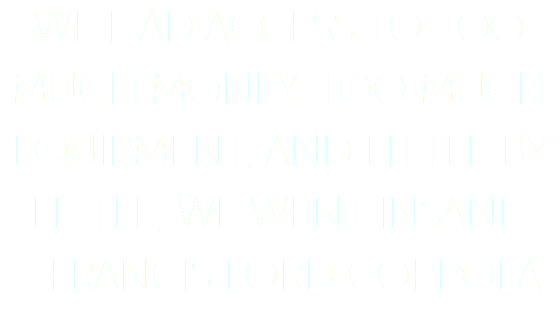 WE HAD ACCESS TO TOO
MUCH MONEY TOO MUCH
EQUIPMENT, AND LITTLE BY
LITTLE, WE WENT INSANE
FRANCIS FORD COPPOLA